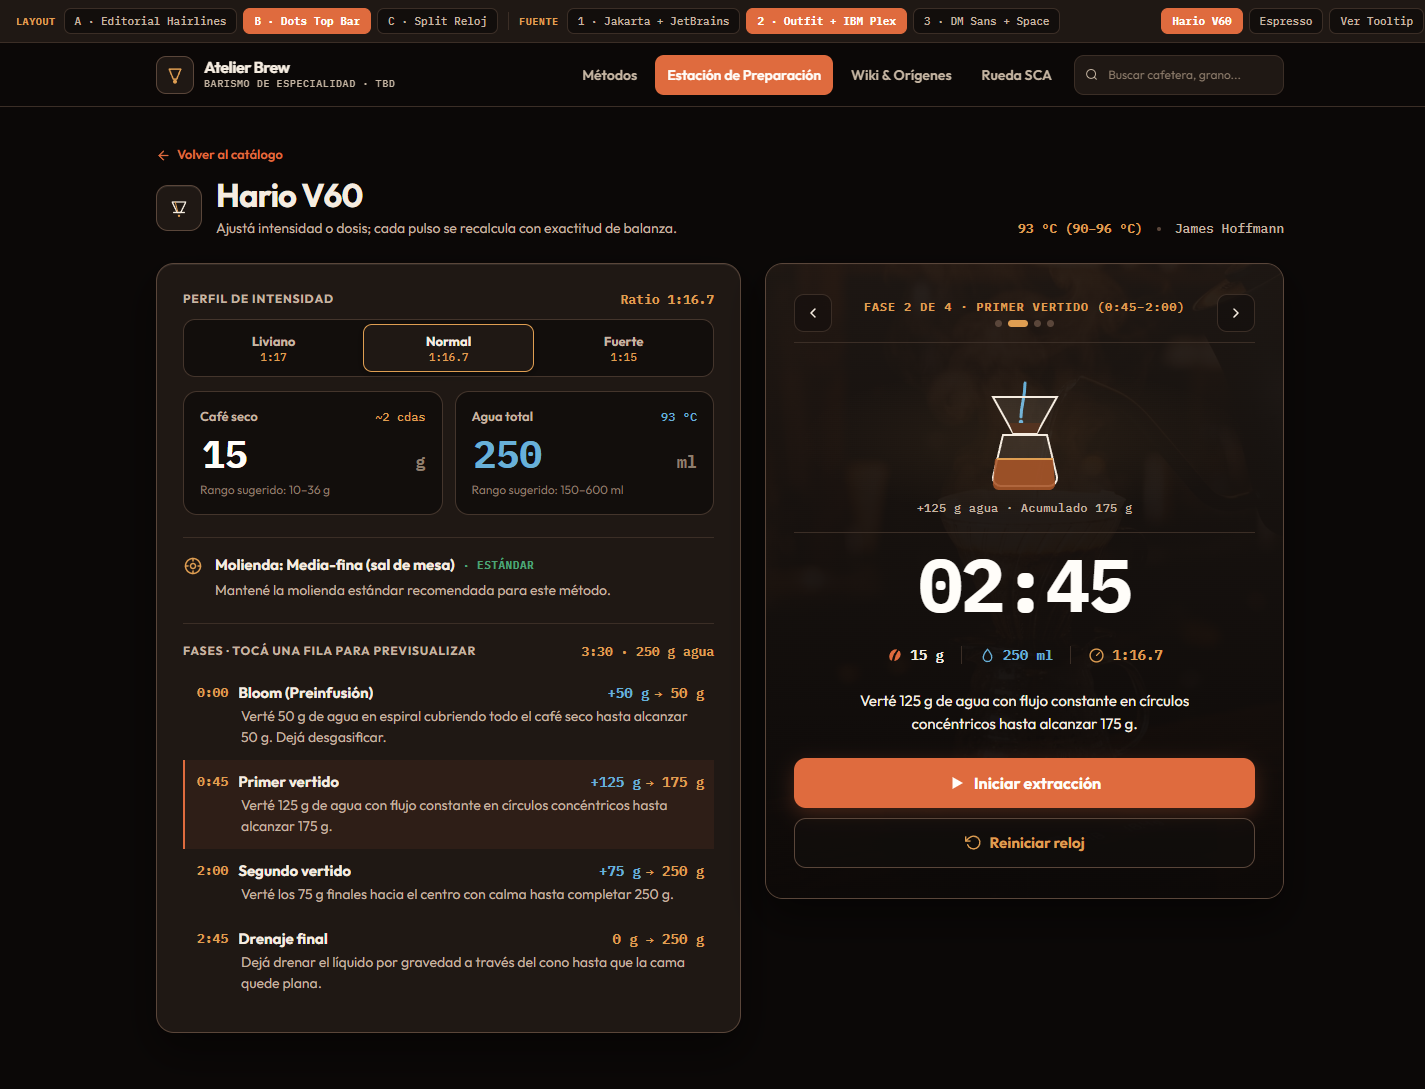 LAYOUT A · Editorial Hairlines B · Dots Top Bar C · Split Reloj FUENTE 1 · Jakarta + JetBrains 2 · Outfit + IBM Plex 3 · DM Sans + Space Hario V60 Espresso Ver Tooltip
Atelier Brew
BARISMO DE ESPECIALIDAD · TBD
Métodos Estación de Preparación Wiki & Orígenes Rueda SCA Buscar cafetera, grano...
← Volver al catálogo
Hario V60
Ajustá intensidad o dosis; cada pulso se recalcula con exactitud de balanza.
93 °C (90–96 °C) • James Hoffmann
PERFIL DE INTENSIDAD Ratio 1:16.7
Liviano Normal Fuerte
1:17 1:16.7 1:15
Café seco ~2 cdas
15 g
Rango sugerido: 10–36 g
Agua total 93 °C
250 ml
Rango sugerido: 150–600 ml
Molienda: Media-fina (sal de mesa) · ESTÁNDAR
Mantené la molienda estándar recomendada para este método.
FASES · TOCÁ UNA FILA PARA PREVISUALIZAR 3:30 · 250 g agua
0:00 Bloom (Preinfusión) +50 g → 50 g
Verté 50 g de agua en espiral cubriendo todo el café seco hasta alcanzar
50 g. Dejá desgasificar.
0:45 Primer vertido +125 g → 175 g
Verté 125 g de agua con flujo constante en círculos concéntricos hasta
alcanzar 175 g.
2:00 Segundo vertido +75 g → 250 g
Verté los 75 g finales hacia el centro con calma hasta completar 250 g.
2:45 Drenaje final 0 g → 250 g
Dejá drenar el líquido por gravedad a través del cono hasta que la cama
quede plana.
FASE 2 DE 4 · PRIMER VERTIDO (0:45–2:00)
+125 g agua · Acumulado 175 g
02:45
15 g 250 ml 1:16.7
Verté 125 g de agua con flujo constante en círculos
concéntricos hasta alcanzar 175 g.
Iniciar extracción
Reiniciar reloj